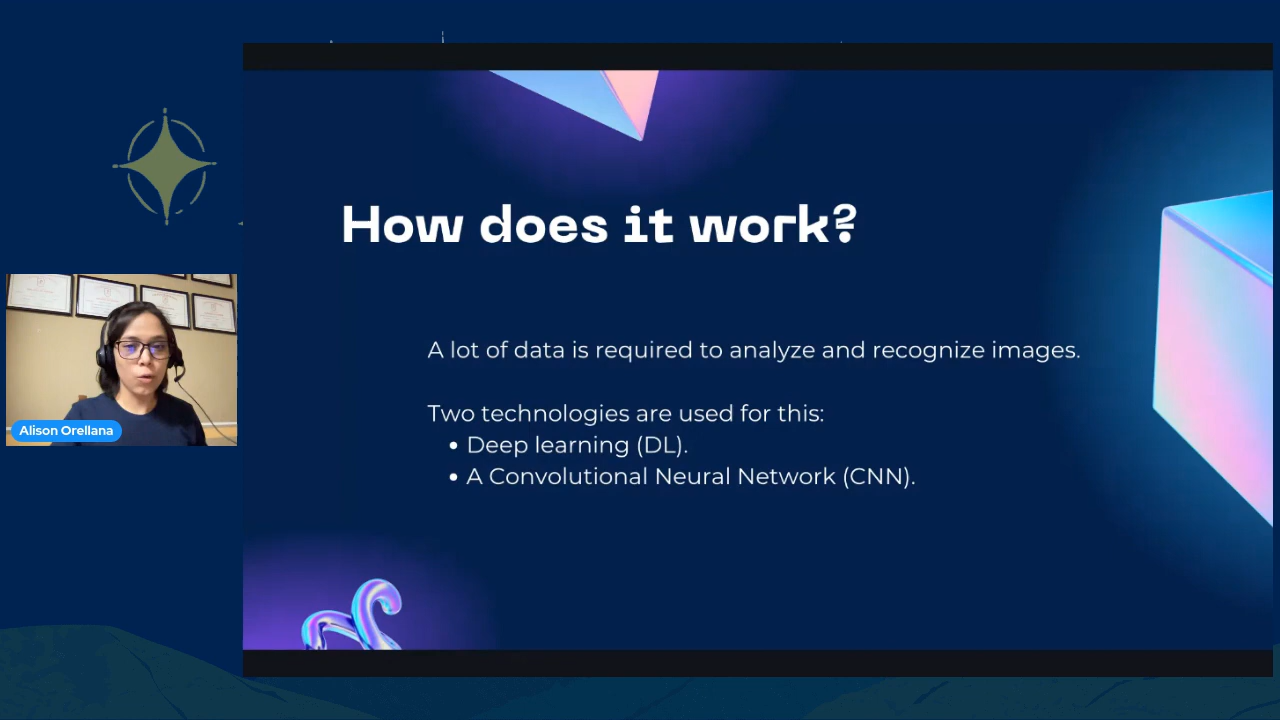 How does it work?
A lot of data is required to analyze and recognize images.
Two technologies are used for this:
• Deep learning (DL).
• A Convolutional Neural Network (CNN).
Alison Orellana